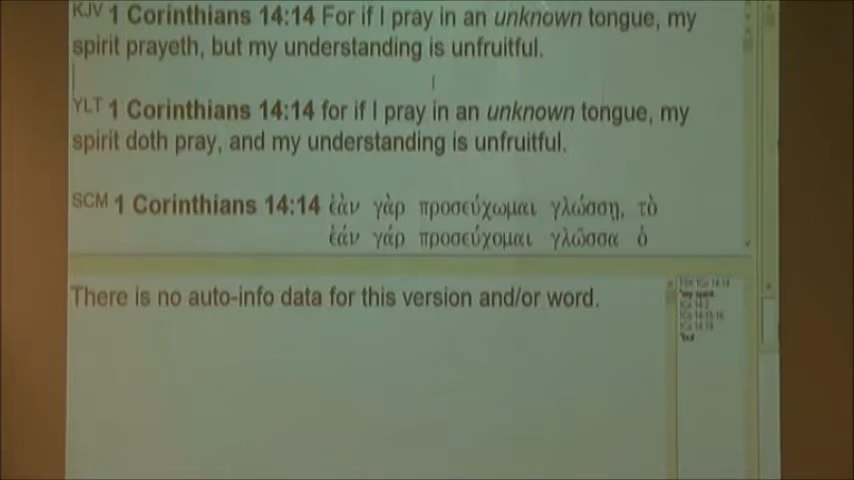 KJV 1 Corinthians 14:14 For if I pray in an unknown tongue, my
spirit prayeth, but my understanding is unfruitful.
YLT 1 Corinthians 14:14 for if I pray in an unknown tongue, my
spirit doth pray, and my understanding is unfruitful.
SCM 1 Corinthians 14:14 ἐὰν γὰρ προσεύχωμαι γλώσσῃ, τὸ
ἐάν γάρ προσεύχομαι γλῶσσα ὁ
There is no auto-info data for this version and/or word.
"my spirit.
"but